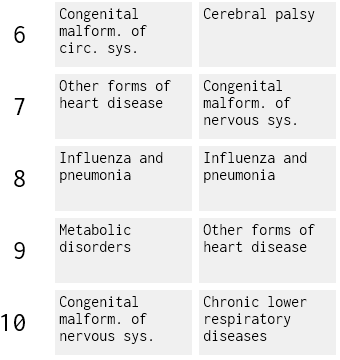 6
Congenital
malform. of
circ. sys.
Cerebral palsy
7
Other forms of
heart disease
Congenital
malform. of
nervous sys.
8
Influenza and
pneumonia
Influenza and
pneumonia
9
Metabolic
disorders
Other forms of
heart disease
10
Congenital
malform. of
nervous sys.
Chronic lower
respiratory
diseases